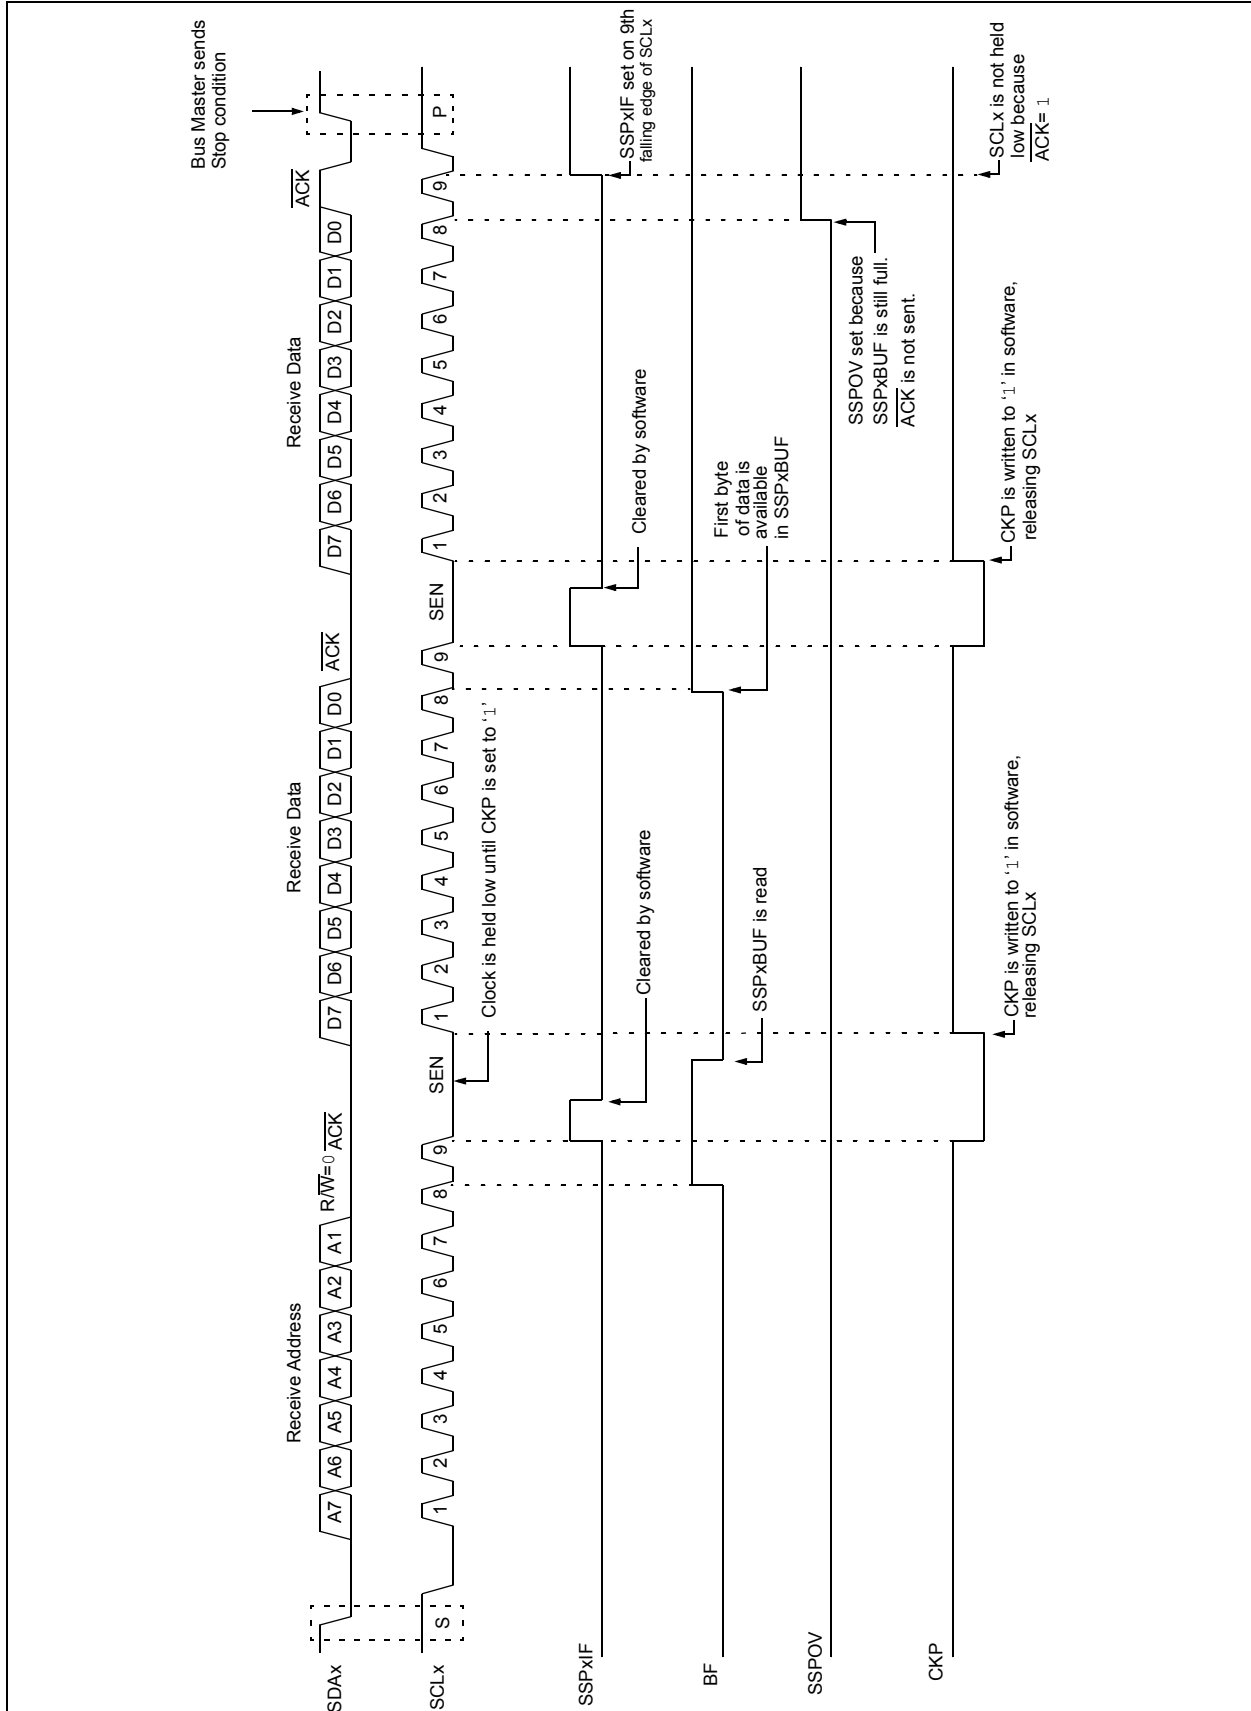 Bus Master sends
Stop condition
Receive Address
Receive Data
Receive Data
SDAx
A7 A6 A5 A4 A3 A2 A1
R/W=0 ACK
D7 D6 D5 D4 D3 D2 D1 D0
ACK
D7 D6 D5 D4 D3 D2 D1 D0
ACK
SCLx
S
1 2 3 4 5 6 7 8 9
SEN
1 2 3 4 5 6 7 8 9
SEN
1 2 3 4 5 6 7 8 9
P
Clock is held low until CKP is set to ‘1’
SSPxIF
Cleared by software
Cleared by software
SSPxIF set on 9th
falling edge of SCLx
BF
SSPxBUF is read
First byte
of data is
available
in SSPxBUF
SSPOV
SSPOV set because
SSPxBUF is still full.
ACK is not sent.
CKP
CKP is written to ‘1’ in software,
releasing SCLx
CKP is written to ‘1’ in software,
releasing SCLx
SCLx is not held
low because
ACK= 1